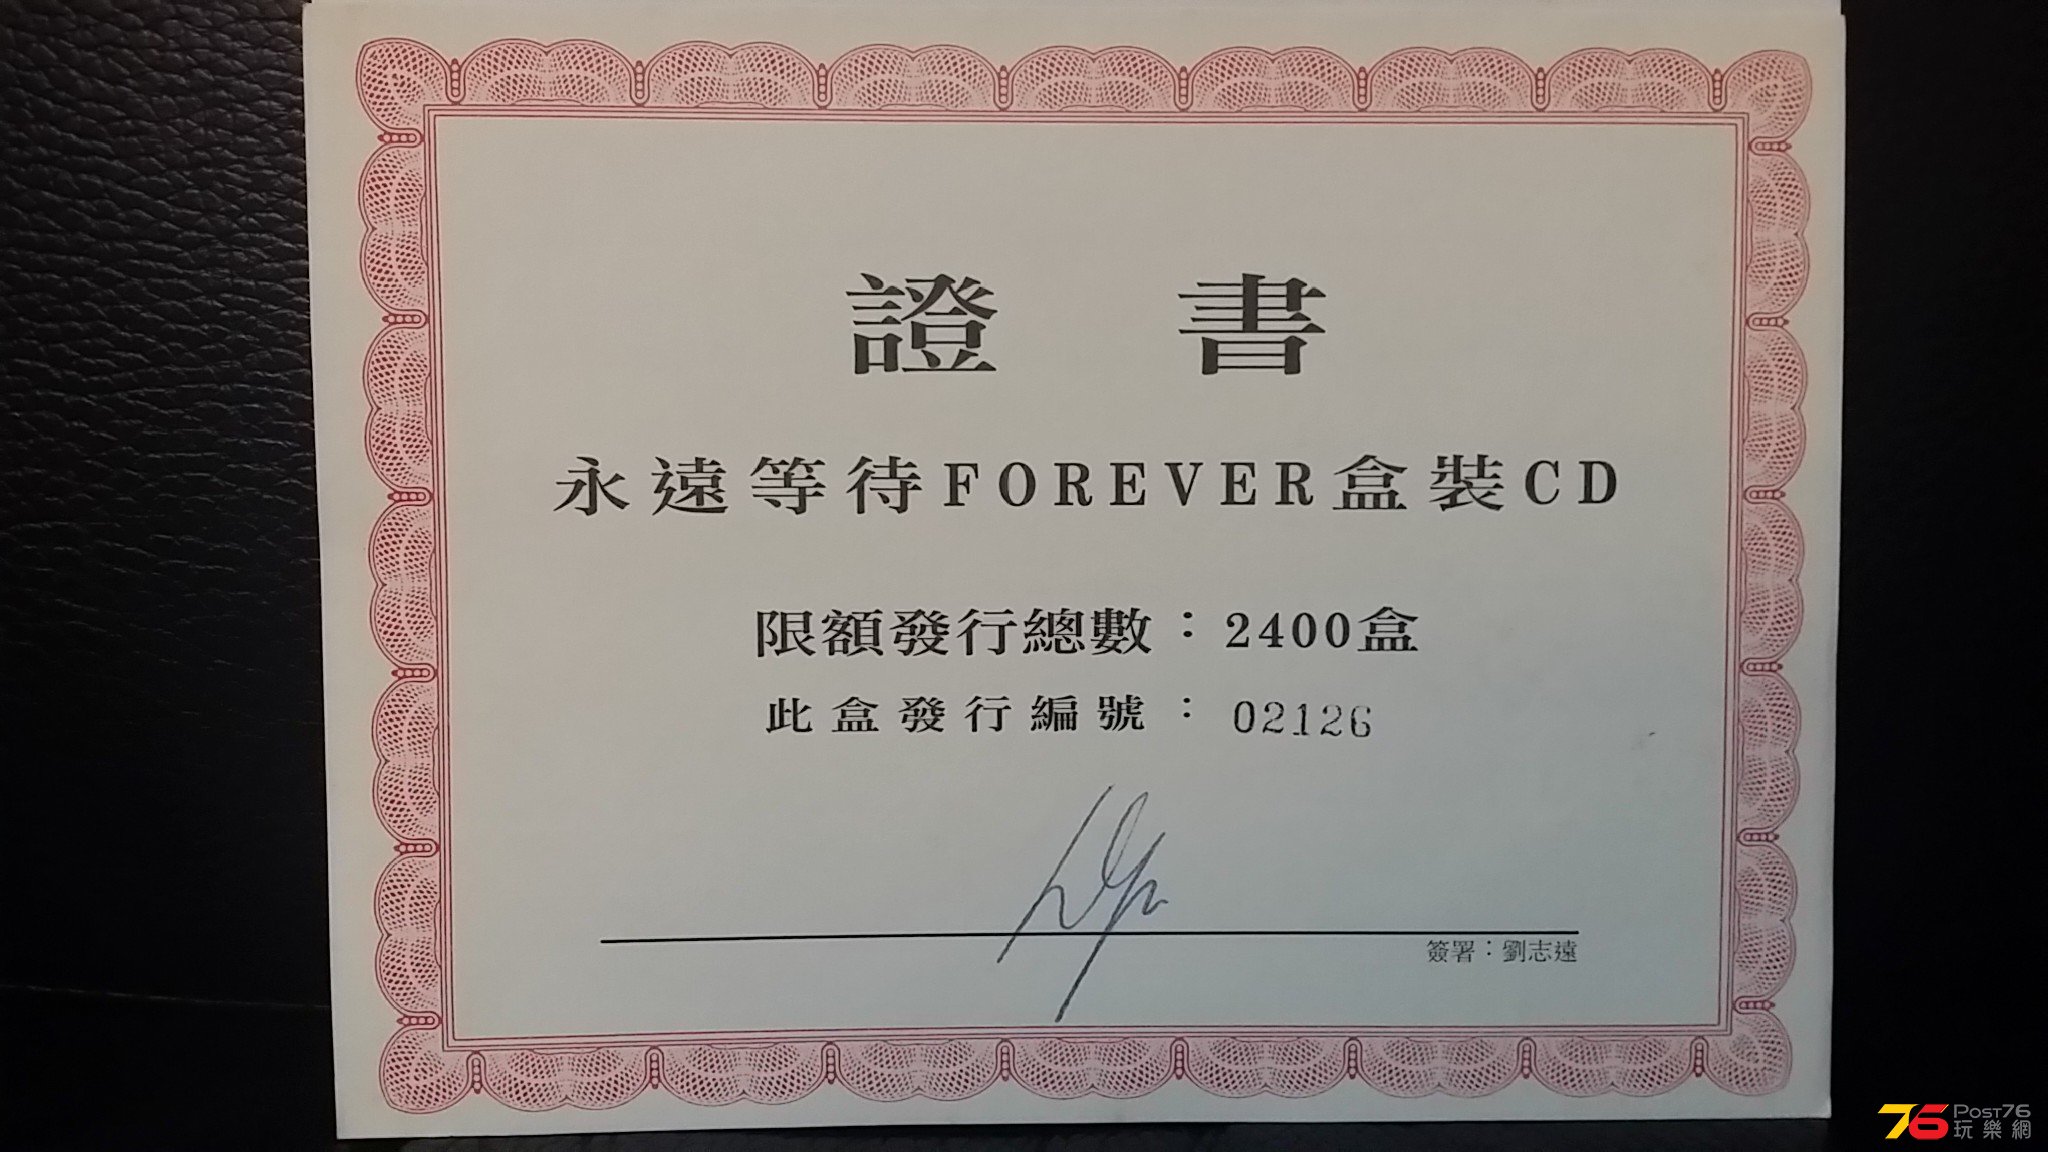 證書
永遠等待FOREVER盒裝CD
限額發行總數：2400盒
此盒發行編號：02126
簽署：劉志遠
76 POST76
玩樂網